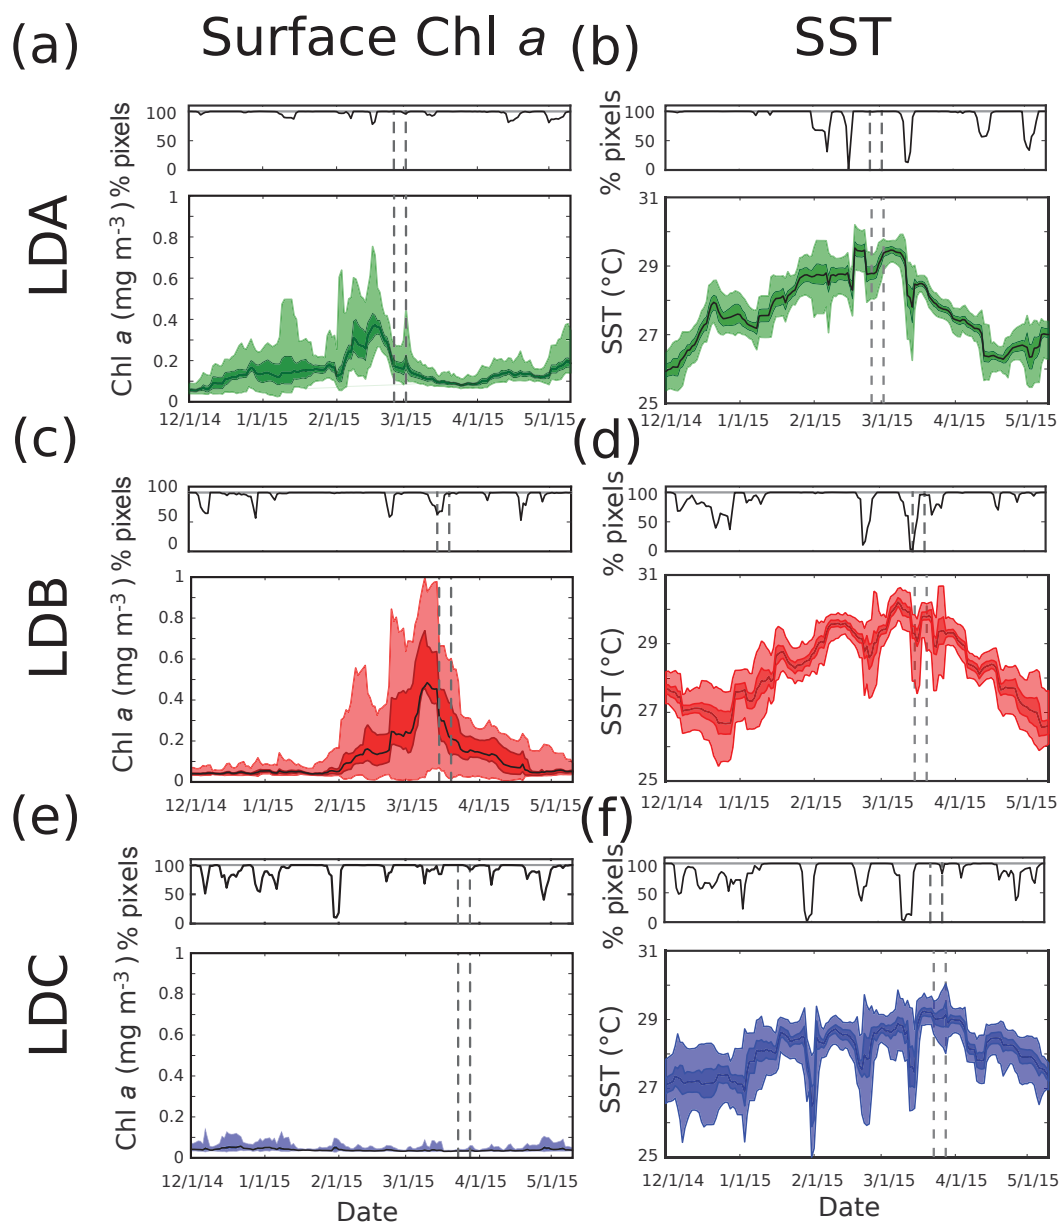 (a) Surface Chl a (b) SST
LDA
% pixels
100
50
0
% pixels
100
50
0
Chl a (mg m-3)
1
0.8
0.6
0.4
0.2
0
12/1/14 1/1/15 2/1/15 3/1/15 4/1/15 5/1/15
SST (°C)
31
29
27
25
12/1/14 1/1/15 2/1/15 3/1/15 4/1/15 5/1/15
(c) (d)
LDB
% pixels
100
50
0
% pixels
100
50
0
Chl a (mg m-3)
1
0.8
0.6
0.4
0.2
0
12/1/14 1/1/15 2/1/15 3/1/15 4/1/15 5/1/15
SST (°C)
31
29
27
25
12/1/14 1/1/15 2/1/15 3/1/15 4/1/15 5/1/15
(e) (f)
LDC
% pixels
100
50
0
% pixels
100
50
0
Chl a (mg m-3)
1
0.8
0.6
0.4
0.2
0
12/1/14 1/1/15 2/1/15 3/1/15 4/1/15 5/1/15
Date
SST (°C)
31
29
27
25
12/1/14 1/1/15 2/1/15 3/1/15 4/1/15 5/1/15
Date